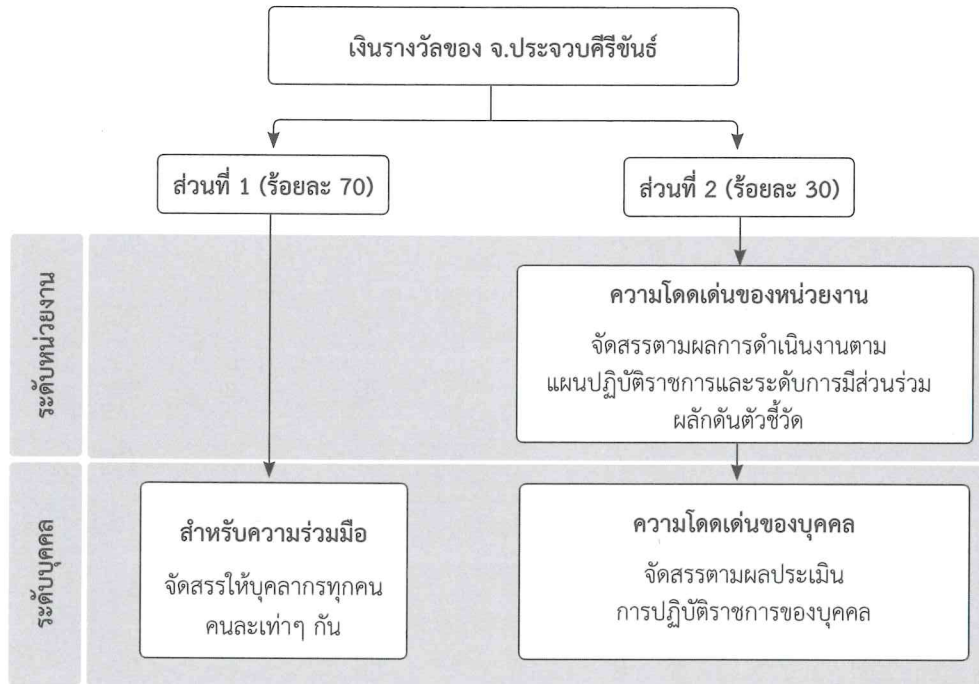 เงินรางวัลของ จ.ประจวบคีรีขันธ์
ส่วนที่ 1 (ร้อยละ 70)
ส่วนที่ 2 (ร้อยละ 30)
ระดับหน่วยงาน
ความโดดเด่นของหน่วยงาน
จัดสรรตามผลการดำเนินงานตาม
แผนปฏิบัติราชการและระดับการมีส่วนร่วม
ผลักดันตัวชี้วัด
ระดับบุคคล
สำหรับความร่วมมือ
จัดสรรให้บุคลากรทุกคน
คนละเท่าๆ กัน
ความโดดเด่นของบุคคล
จัดสรรตามผลประเมิน
การปฏิบัติราชการของบุคคล